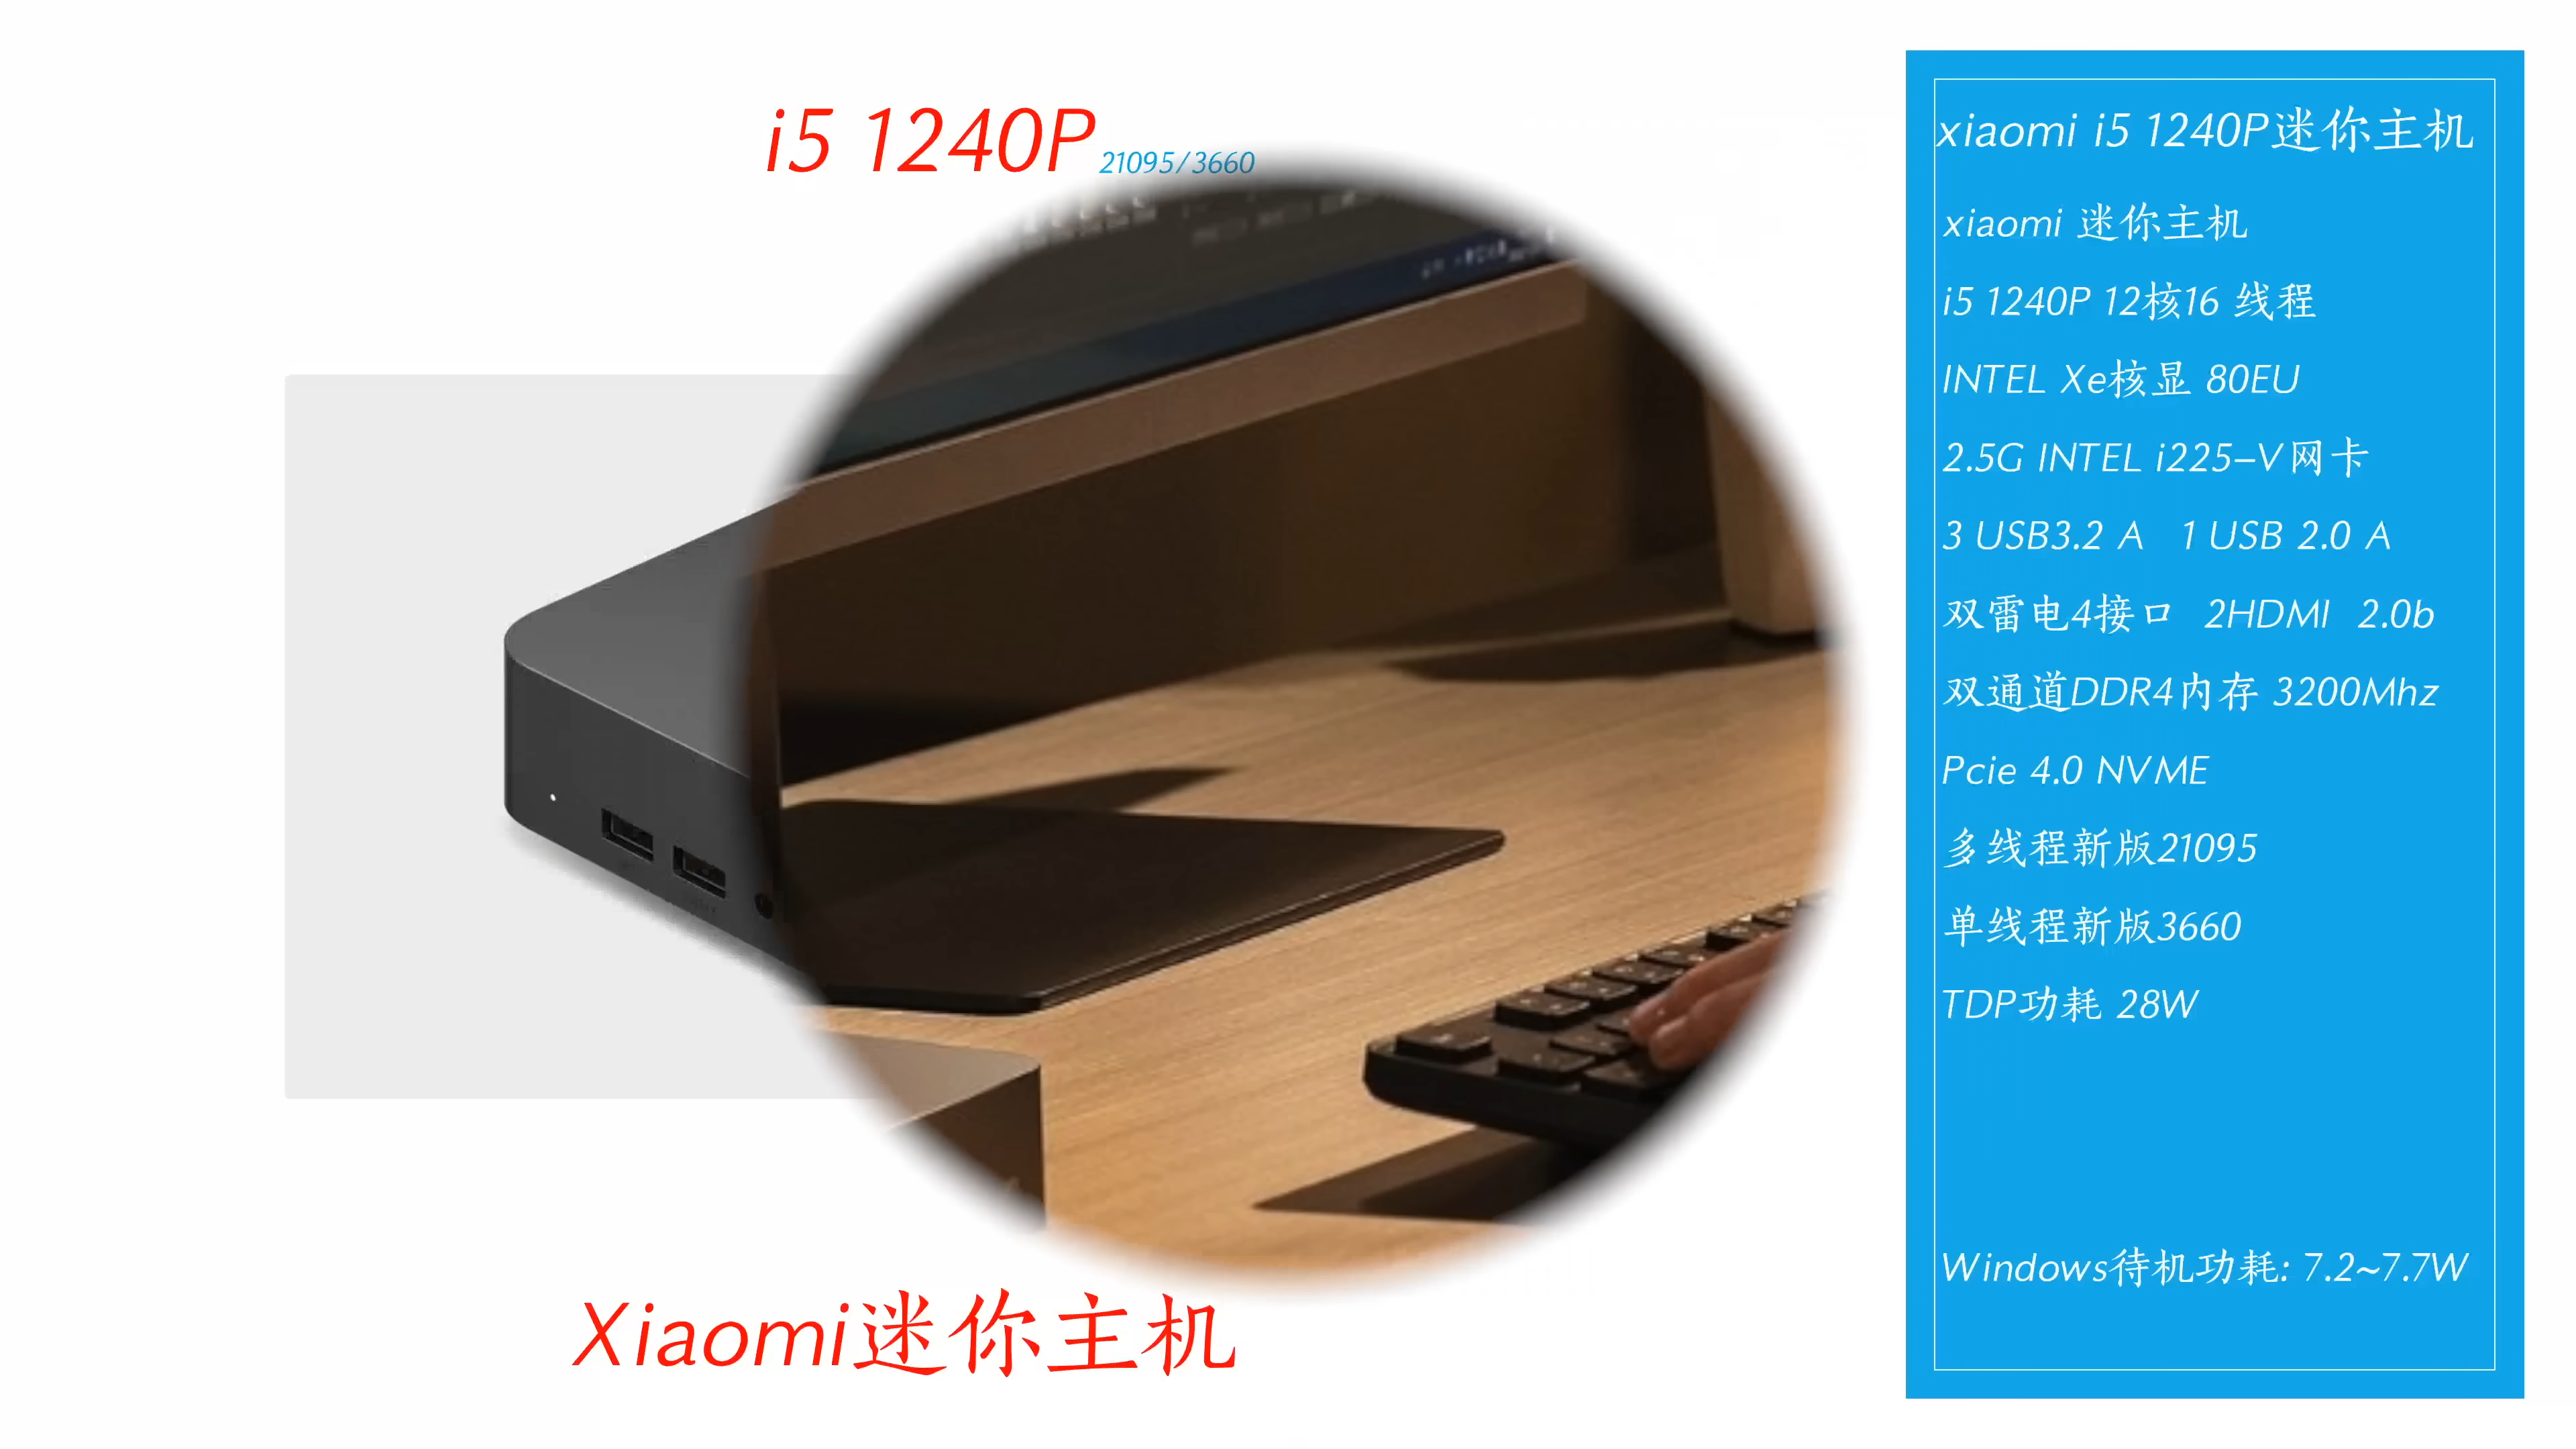 i5 1240P 21095/3660
Xiaomi迷你主机
xiaomi i5 1240P迷你主机
xiaomi 迷你主机
i5 1240P 12核16 线程
INTEL Xe核显 80EU
2.5G INTEL i225-V网卡
3 USB3.2 A 1 USB 2.0 A
双雷电4接口 2HDMI 2.0b
双通道DDR4内存 3200Mhz
Pcie 4.0 NVME
多线程新版21095
单线程新版3660
TDP功耗 28W
Windows待机功耗: 7.2~7.7W